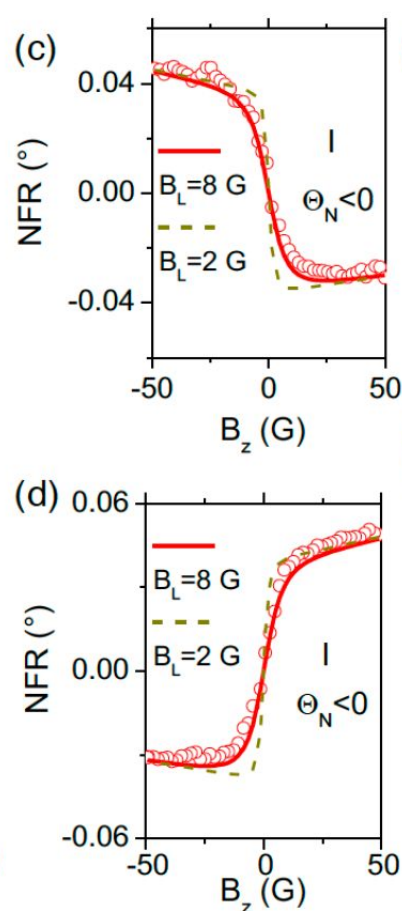 (c)
0.04
0.00
-0.04
NFR (°)
B_L=8 G
B_L=2 G
I
Θ_N<0
-50
0
50
B_z (G)
(d)
0.06
0.00
-0.06
NFR (°)
B_L=8 G
B_L=2 G
I
Θ_N<0
-50
0
50
B_z (G)